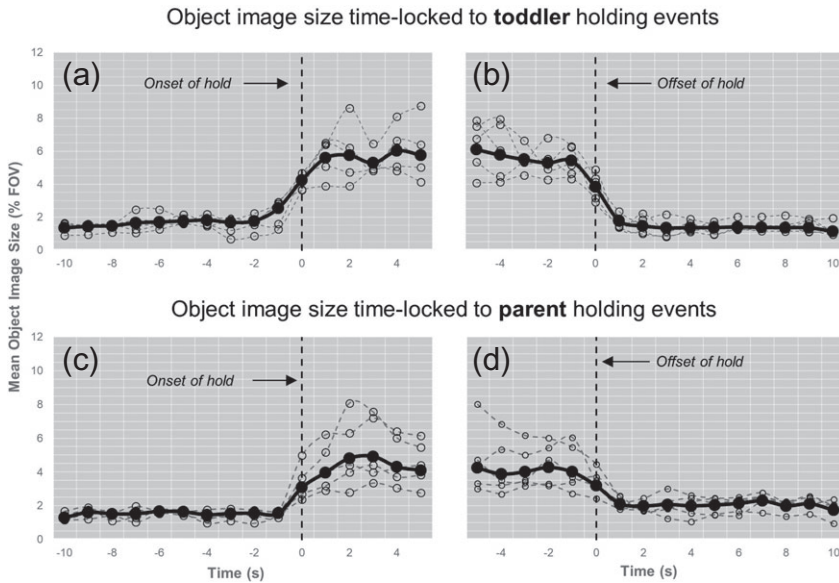 Object image size time-locked to toddler holding events
(a)
Onset of hold
(b)
Offset of hold
12
10
8
6
4
2
0
-10 -8 -6 -4 -2 0 2 4
-4 -2 0 2 4 6 8 10
Mean Object Image Size (% FOV)
Object image size time-locked to parent holding events
(c)
Onset of hold
(d)
Offset of hold
12
10
8
6
4
2
0
-10 -8 -6 -4 -2 0 2 4
-4 -2 0 2 4 6 8 10
Time (s)
Time (s)